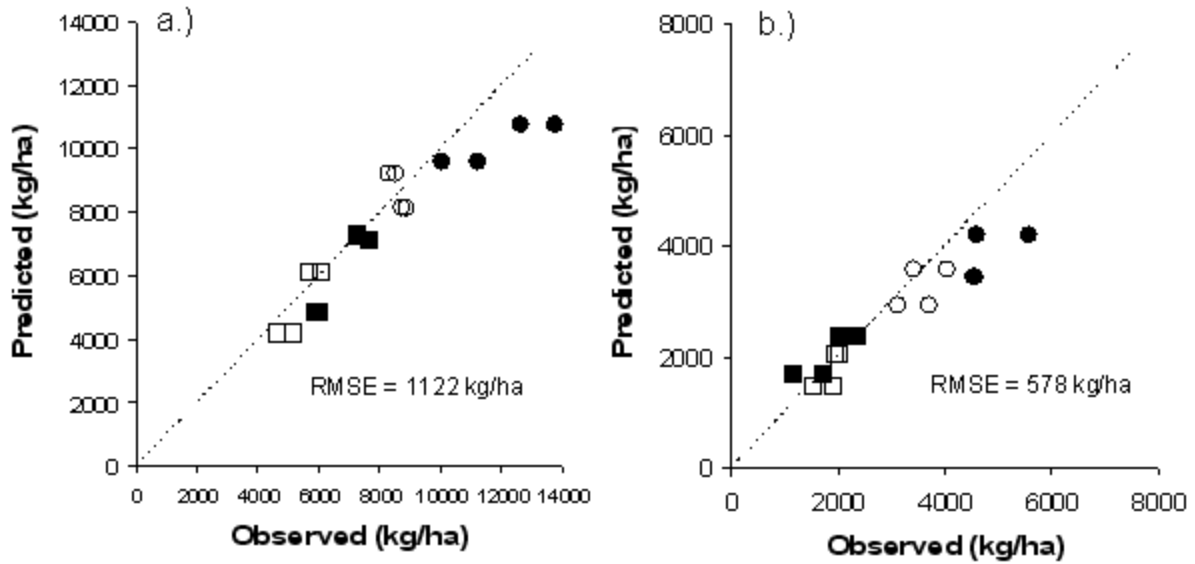 a.)
14000
12000
10000
8000
6000
4000
2000
0
Predicted (kg/ha)
RMSE = 1122 kg/ha
0 2000 4000 6000 8000 10000 12000 14000
Observed (kg/ha)
b.)
8000
6000
4000
2000
0
Predicted (kg/ha)
RMSE = 578 kg/ha
0 2000 4000 6000 8000
Observed (kg/ha)